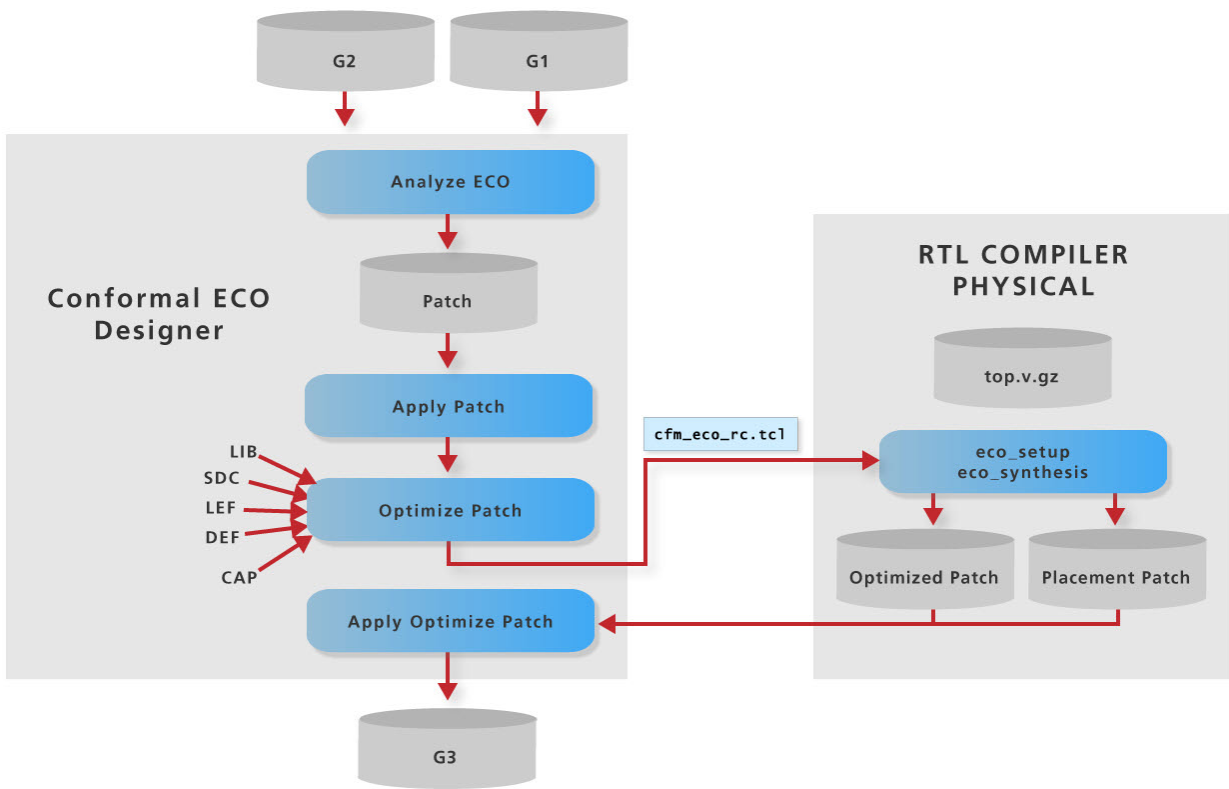 G2
G1
Analyze ECO
Conformal ECO
Designer
Patch
Apply Patch
LIB
SDC
LEF
DEF
CAP
Optimize Patch
Apply Optimize Patch
G3
cfm_eco_rc.tcl
RTL COMPILER
PHYSICAL
top.v.gz
eco_setup
eco_synthesis
Optimized Patch
Placement Patch